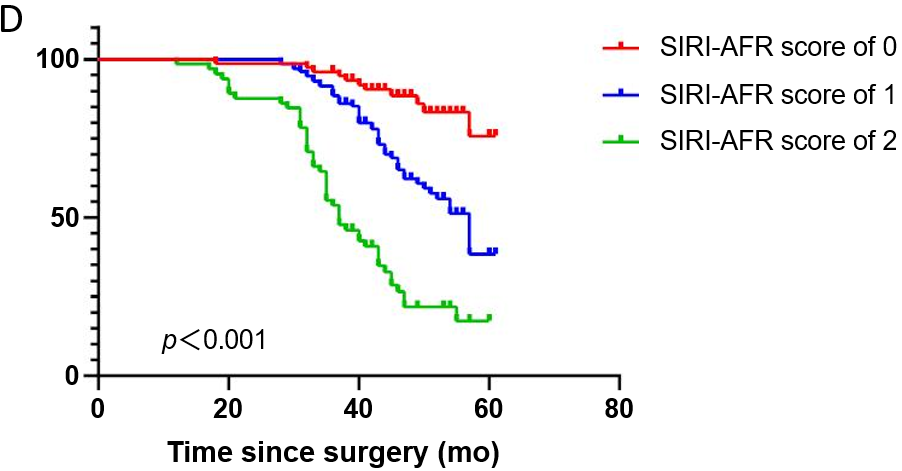 D
SIRI-AFR score of 0
SIRI-AFR score of 1
SIRI-AFR score of 2
100
50
0
p<0.001
0 20 40 60 80
Time since surgery (mo)